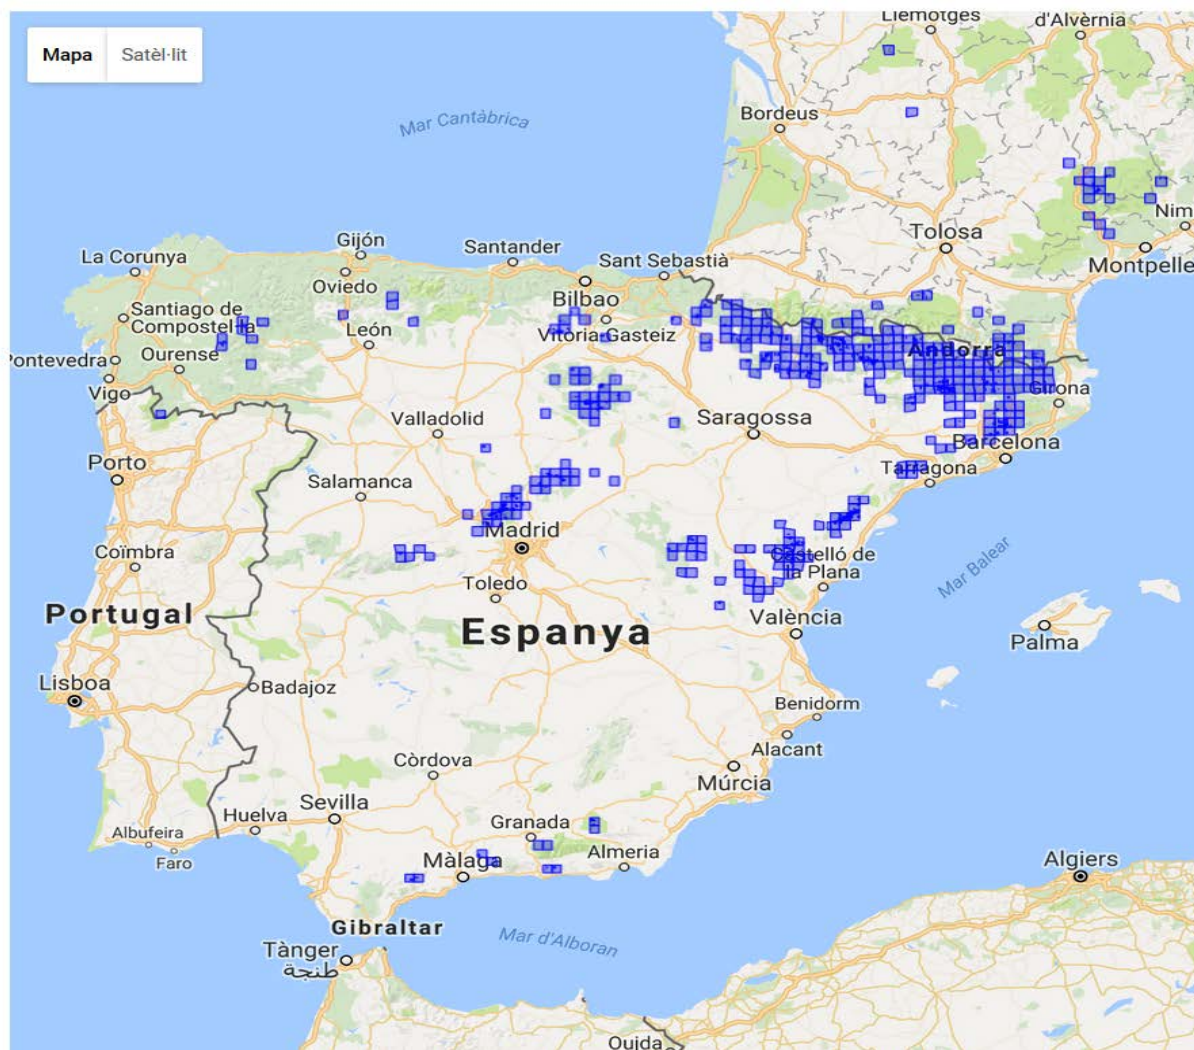 Mapa
Satèl·lit
Llemotges
d'Alvèrnia
Mar Cantàbrica
Bordeus
Nim
Tolosa
Montpelle
Gijón
La Corunya
Santander
Sant Sebastià
Oviedo
Bilbao
Santiago de
Compostel·la
León
Vitòria-Gasteiz
Pontevedra
Ourense
Andorra
Vigo
Girona
Valladolid
Saragossa
Barcelona
Porto
Salamanca
Tarragona
Madrid
Coïmbra
Castelló de
la Plana
Mar Balear
Toledo
Portugal
Espanya
València
Palma
Lisboa
Badajoz
Benidorm
Alacant
Còrdova
Múrcia
Sevilla
Huelva
Granada
Albufeira
Faro
Màlaga
Almeria
Algiers
Gibraltar
Mar d'Alboran
Tànger
طنجة
Oujda